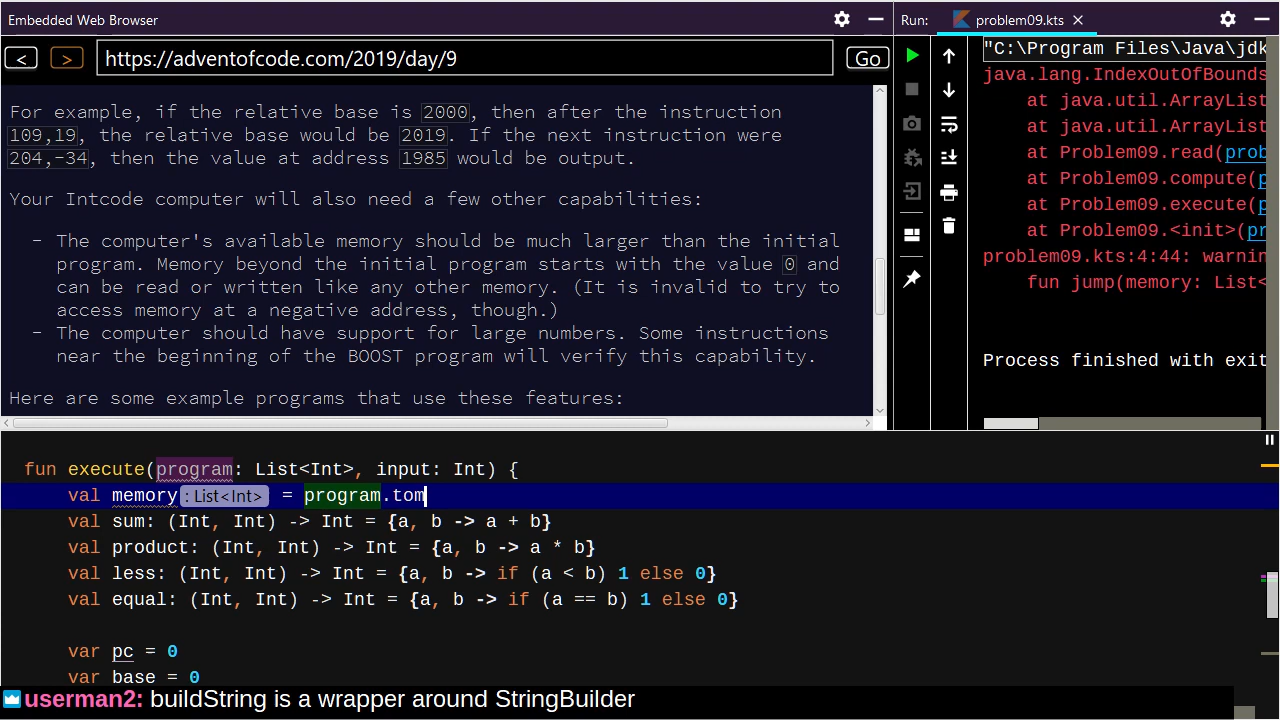 Embedded Web Browser
< > https://adventofcode.com/2019/day/9 Go
For example, if the relative base is 2000, then after the instruction
109,19, the relative base would be 2019. If the next instruction were
204,-34, then the value at address 1985 would be output.
Your Intcode computer will also need a few other capabilities:
- The computer's available memory should be much larger than the initial
program. Memory beyond the initial program starts with the value 0 and
can be read or written like any other memory. (It is invalid to try to
access memory at a negative address, though.)
- The computer should have support for large numbers. Some instructions
near the beginning of the BOOST program will verify this capability.
Here are some example programs that use these features:
Run: problem09.kts
"C:\Program Files\Java\jdk
java.lang.IndexOutOfBounds
at java.util.ArrayList
at java.util.ArrayList
at Problem09.read(prob
at Problem09.compute(p
at Problem09.execute(p
at Problem09.<init>(pr
problem09.kts:4:44: warnin
fun jump(memory: List<
Process finished with exit
fun execute(program: List<Int>, input: Int) {
val memory : List<Int> = program.tom
val sum: (Int, Int) -> Int = {a, b -> a + b}
val product: (Int, Int) -> Int = {a, b -> a * b}
val less: (Int, Int) -> Int = {a, b -> if (a < b) 1 else 0}
val equal: (Int, Int) -> Int = {a, b -> if (a == b) 1 else 0}
var pc = 0
var base = 0
userman2: buildString is a wrapper around StringBuilder